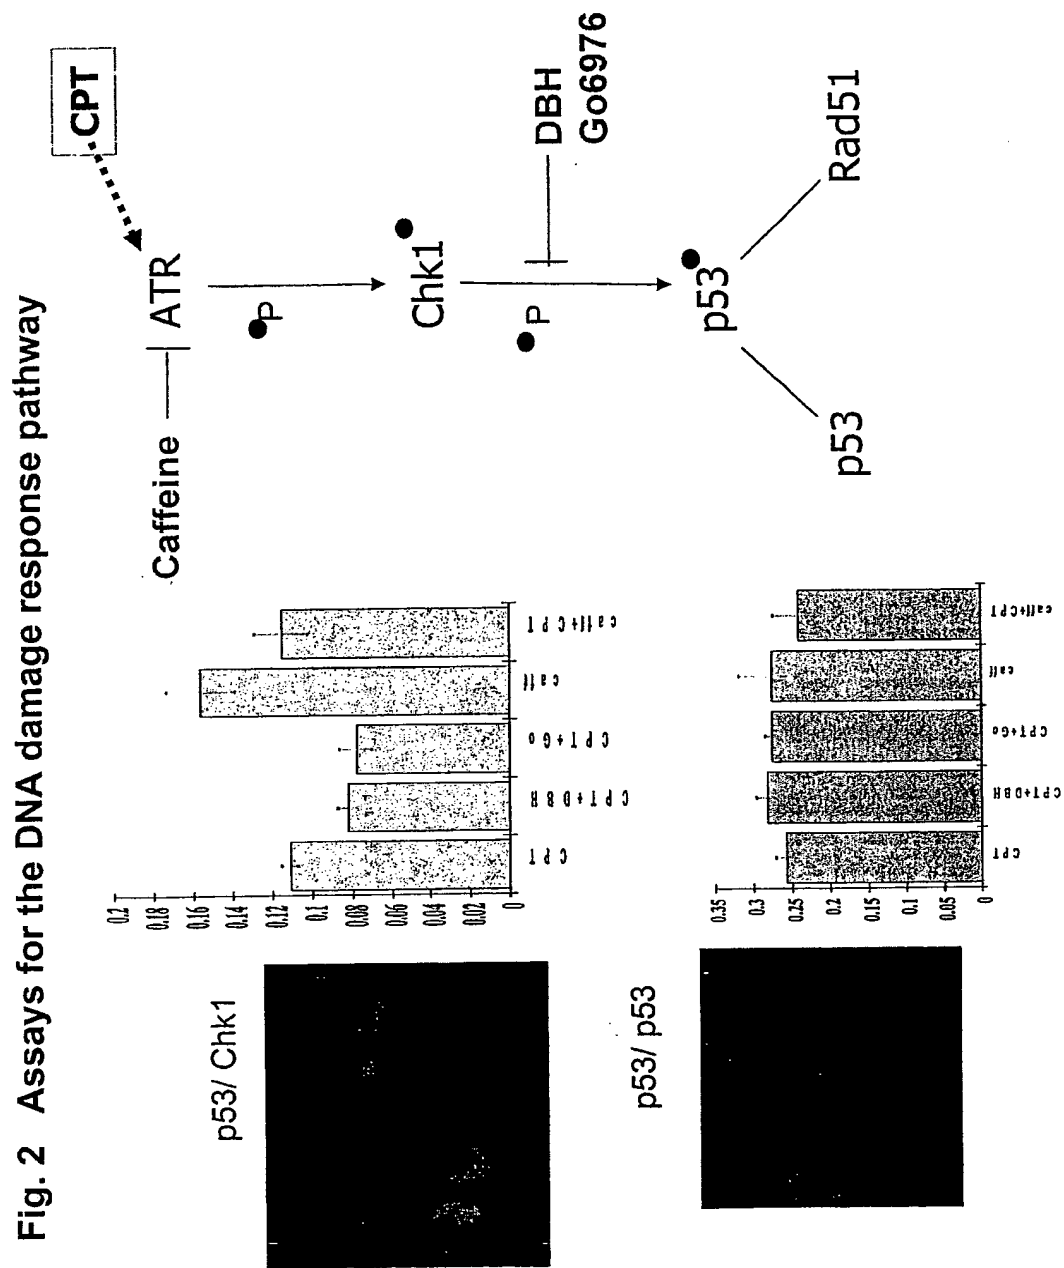 Fig. 2 Assays for the DNA damage response pathway
p53/ Chk1
0.2
0.18
0.16
0.14
0.12
0.1
0.08
0.06
0.04
0.02
0
CPT
CPT+DBH
CPT+Go
caff
caff+CPT
p53/ p53
0.35
0.3
0.25
0.2
0.15
0.1
0.05
0
CPT
CPT+DBH
CPT+Go
caff
caff+CPT
CPT
Caffeine
ATR
P
Chk1
P
DBH
Go6976
p53
p53
Rad51